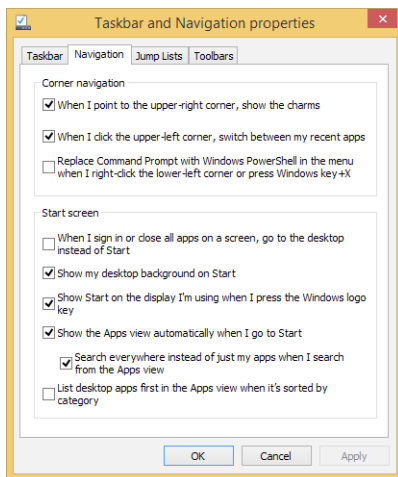 Taskbar and Navigation properties
Taskbar Navigation Jump Lists Toolbars
Corner navigation
When I point to the upper-right corner, show the charms
When I click the upper-left corner, switch between my recent apps
Replace Command Prompt with Windows PowerShell in the menu
when I right-click the lower-left corner or press Windows key+X
Start screen
When I sign in or close all apps on a screen, go to the desktop
instead of Start
Show my desktop background on Start
Show Start on the display I'm using when I press the Windows logo
key
Show the Apps view automatically when I go to Start
Search everywhere instead of just my apps when I search
from the Apps view
List desktop apps first in the Apps view when it's sorted by
category
OK Cancel Apply